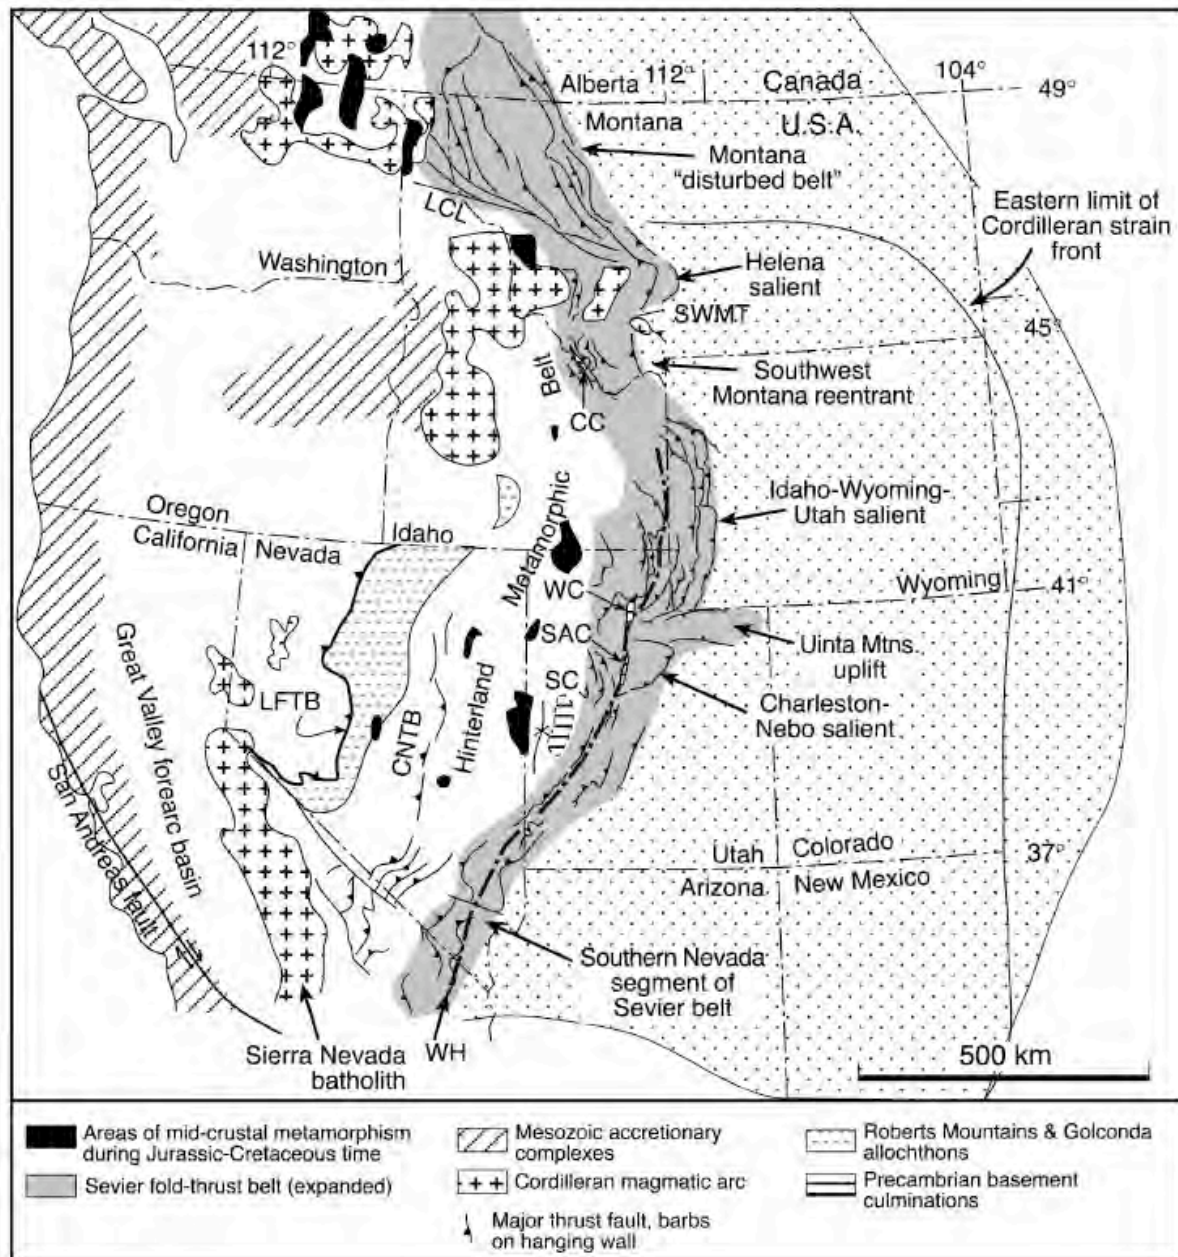 112°
Alberta
112°
Canada
104°
49°
Montana
U.S.A.
Montana
"disturbed belt"
Eastern limit of
Cordilleran strain
front
LCL
Washington
Helena
salient
SWMT
45°
Southwest
Montana reentrant
Belt
CC
Metamorphic
Hinterland
Idaho-Wyoming-
Utah salient
Oregon
California
Nevada
Idaho
WC
Wyoming
41°
SAC
Uinta Mtns.
uplift
SC
Charleston-
Nebo salient
LFTB
CNTB
Great Valley forearc basin
San Andreas fault
Utah
Colorado
37°
Arizona
New Mexico
Southern Nevada
segment of
Sevier belt
Sierra Nevada
batholith
WH
500 km
Areas of mid-crustal metamorphism
during Jurassic-Cretaceous time
Sevier fold-thrust belt (expanded)
Mesozoic accretionary
complexes
Cordilleran magmatic arc
Major thrust fault, barbs
on hanging wall
Roberts Mountains & Golconda
allochthons
Precambrian basement
culminations